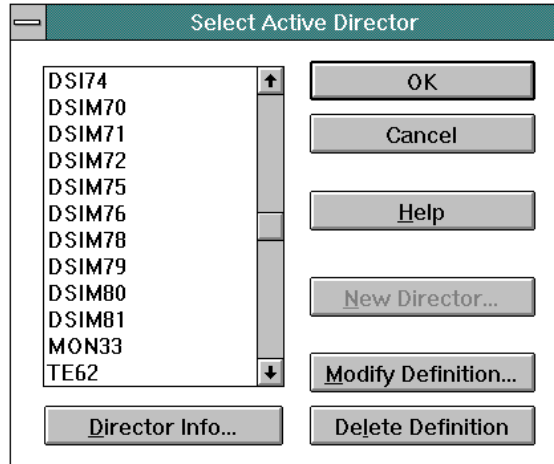 Select Active Director
DSI74
DSIM70
DSIM71
DSIM72
DSIM75
DSIM76
DSIM78
DSIM79
DSIM80
DSIM81
MON33
TE62
OK
Cancel
Help
New Director...
Modify Definition...
Director Info...
Delete Definition